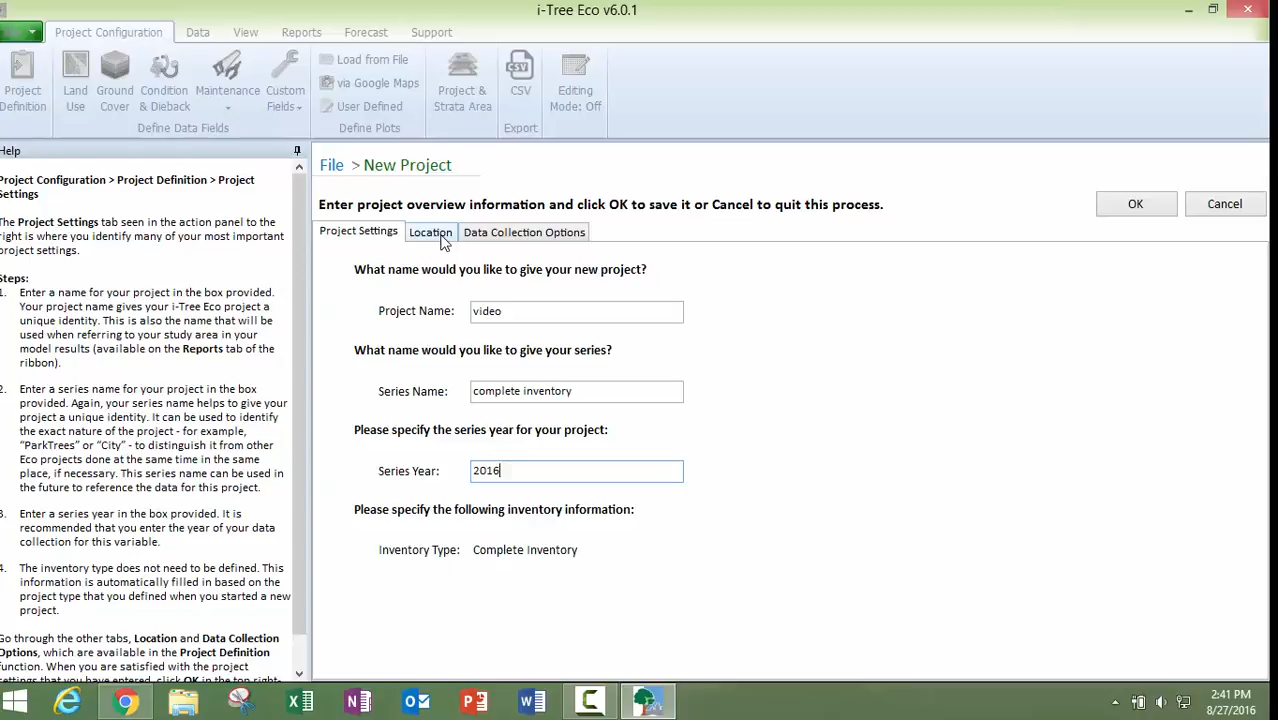 i-Tree Eco v6.0.1
Project Configuration Data View Reports Forecast Support
Project Definition
Land Use
Ground Cover
Condition & Dieback
Maintenance
Custom Fields
Load from File
via Google Maps
User Defined
Project & Strata Area
CSV
CSV
Editing Mode: Off
Define Data Fields
Define Plots
Export
Help
Project Configuration > Project Definition > Project
Settings
The Project Settings tab seen in the action panel to the
right is where you identify many of your most important
project settings.
Steps:
1. Enter a name for your project in the box provided.
Your project name gives your i-Tree Eco project a
unique identity. This is also the name that will be
used when referring to your study area in your
model results (available on the Reports tab of the
ribbon).
2. Enter a series name for your project in the box
provided. Again, your series name helps to give your
project a unique identity. It can be used to identify
the exact nature of the project - for example,
“ParkTrees” or “City” - to distinguish it from other
Eco projects done at the same time in the same
place, if necessary. This series name can be used in
the future to reference the data for this project.
3. Enter a series year in the box provided. It is
recommended that you enter the year of your data
collection for this variable.
4. The inventory type does not need to be defined. This
information is automatically filled in based on the
project type that you defined when you started a new
project.
Go through the other tabs, Location and Data Collection
Options, which are available in the Project Definition
function. When you are satisfied with the project
settings that you have entered, click OK in the top right-
File > New Project
Enter project overview information and click OK to save it or Cancel to quit this process.
OK Cancel
Project Settings Location Data Collection Options
What name would you like to give your new project?
Project Name: video
What name would you like to give your series?
Series Name: complete inventory
Please specify the series year for your project:
Series Year: 2016
Please specify the following inventory information:
Inventory Type: Complete Inventory
2:41 PM
8/27/2016